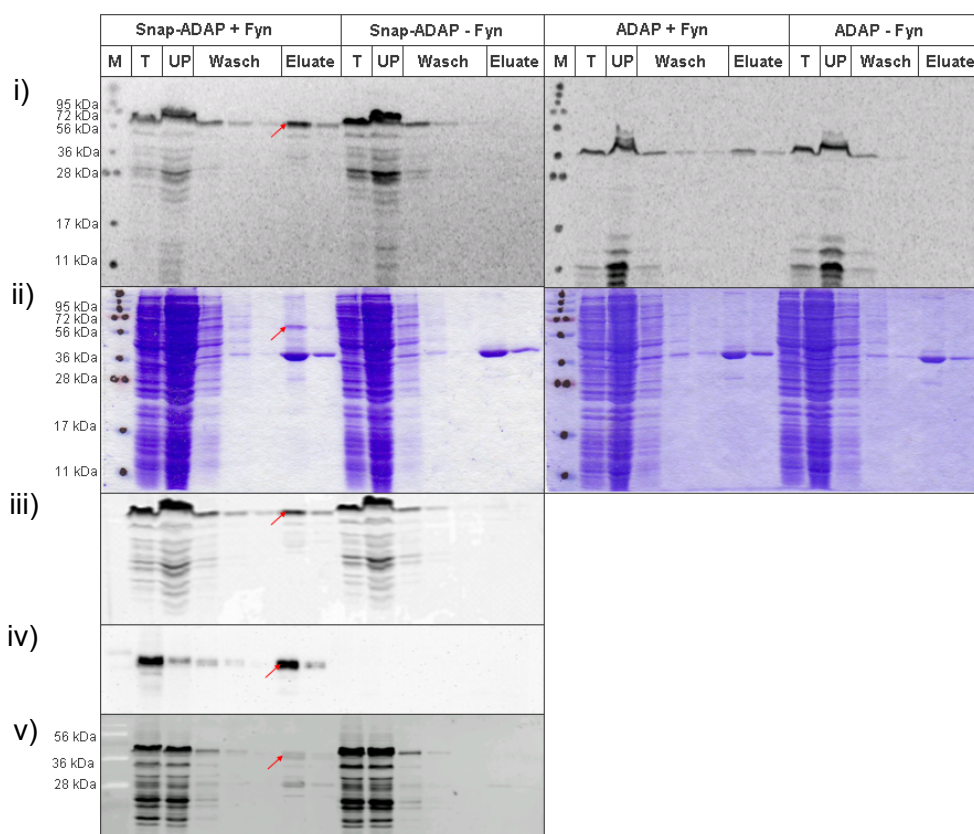 Snap-ADAP + Fyn Snap-ADAP - Fyn ADAP + Fyn ADAP - Fyn
M T UP Wasch Eluate T UP Wasch Eluate M T UP Wasch Eluate T UP Wasch Eluate
i)
95 kDa
72 kDa
56 kDa
36 kDa
28 kDa
17 kDa
11 kDa
ii)
95 kDa
72 kDa
56 kDa
36 kDa
28 kDa
17 kDa
11 kDa
iii)
iv)
v)
56 kDa
36 kDa
28 kDa